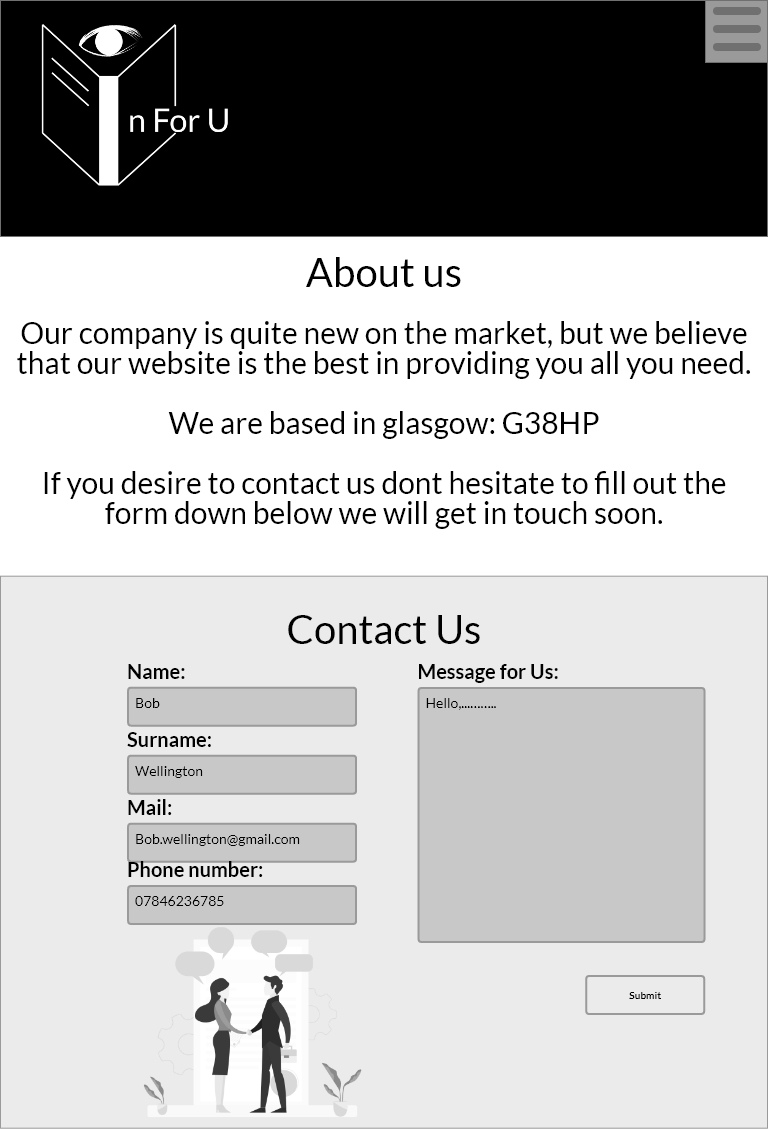 n For U
About us
Our company is quite new on the market, but we believe
that our website is the best in providing you all you need.
We are based in glasgow: G38HP
If you desire to contact us dont hesitate to fill out the
form down below we will get in touch soon.
Contact Us
Name:
Bob
Surname:
Wellington
Mail:
Bob.wellington@gmail.com
Phone number:
07846236785
Message for Us:
Hello,...........
Submit